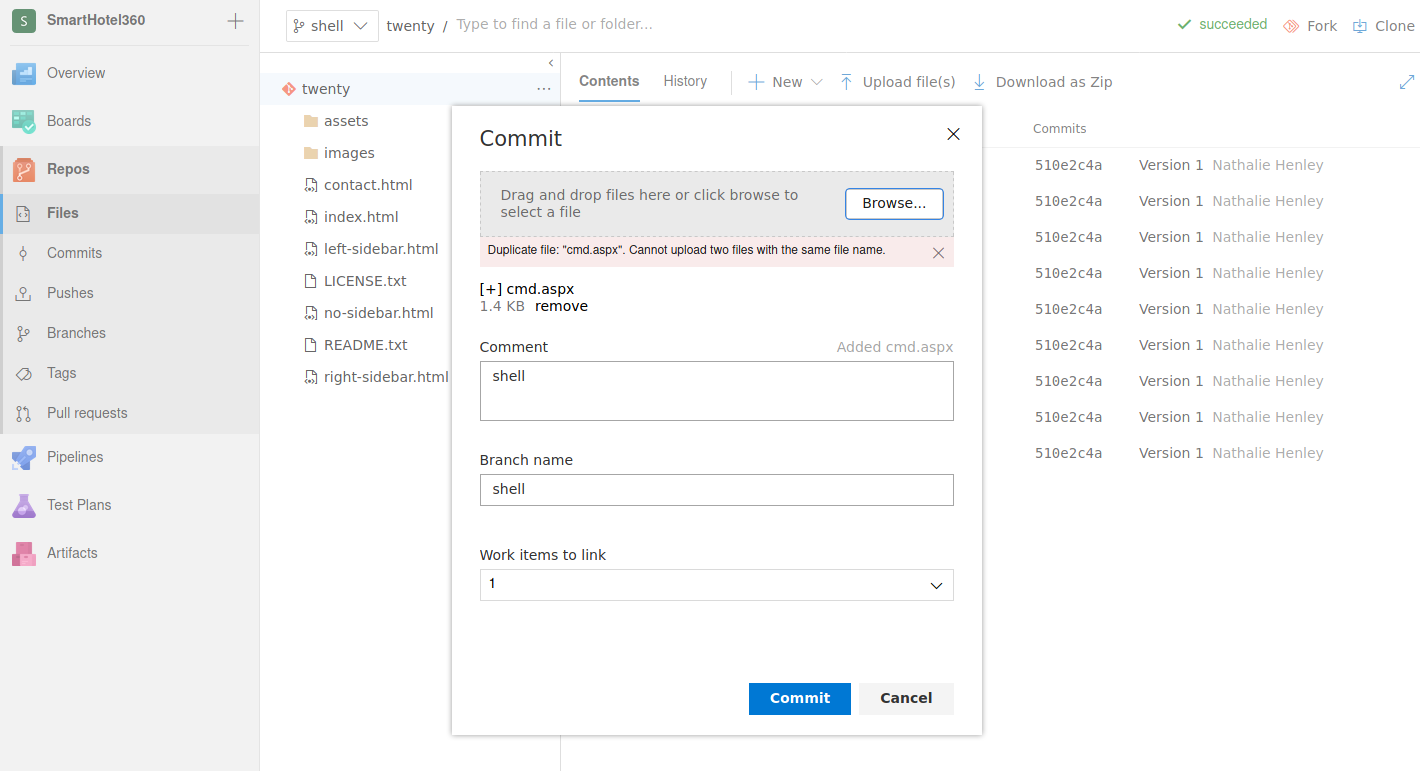 S SmartHotel360
shell twenty / Type to find a file or folder...
succeeded Fork Clone
Overview
Boards
Repos
Files
Commits
Pushes
Branches
Tags
Pull requests
Pipelines
Test Plans
Artifacts
twenty ...
assets
images
contact.html
index.html
left-sidebar.html
LICENSE.txt
no-sidebar.html
README.txt
right-sidebar.html
Contents History New Upload file(s) Download as Zip
Commits
510e2c4a Version 1 Nathalie Henley
510e2c4a Version 1 Nathalie Henley
510e2c4a Version 1 Nathalie Henley
510e2c4a Version 1 Nathalie Henley
510e2c4a Version 1 Nathalie Henley
510e2c4a Version 1 Nathalie Henley
510e2c4a Version 1 Nathalie Henley
510e2c4a Version 1 Nathalie Henley
510e2c4a Version 1 Nathalie Henley
Commit
Drag and drop files here or click browse to
select a file
Browse...
Duplicate file: "cmd.aspx". Cannot upload two files with the same file name.
[+] cmd.aspx
1.4 KB remove
Comment Added cmd.aspx
shell
Branch name
shell
Work items to link
1
Commit Cancel